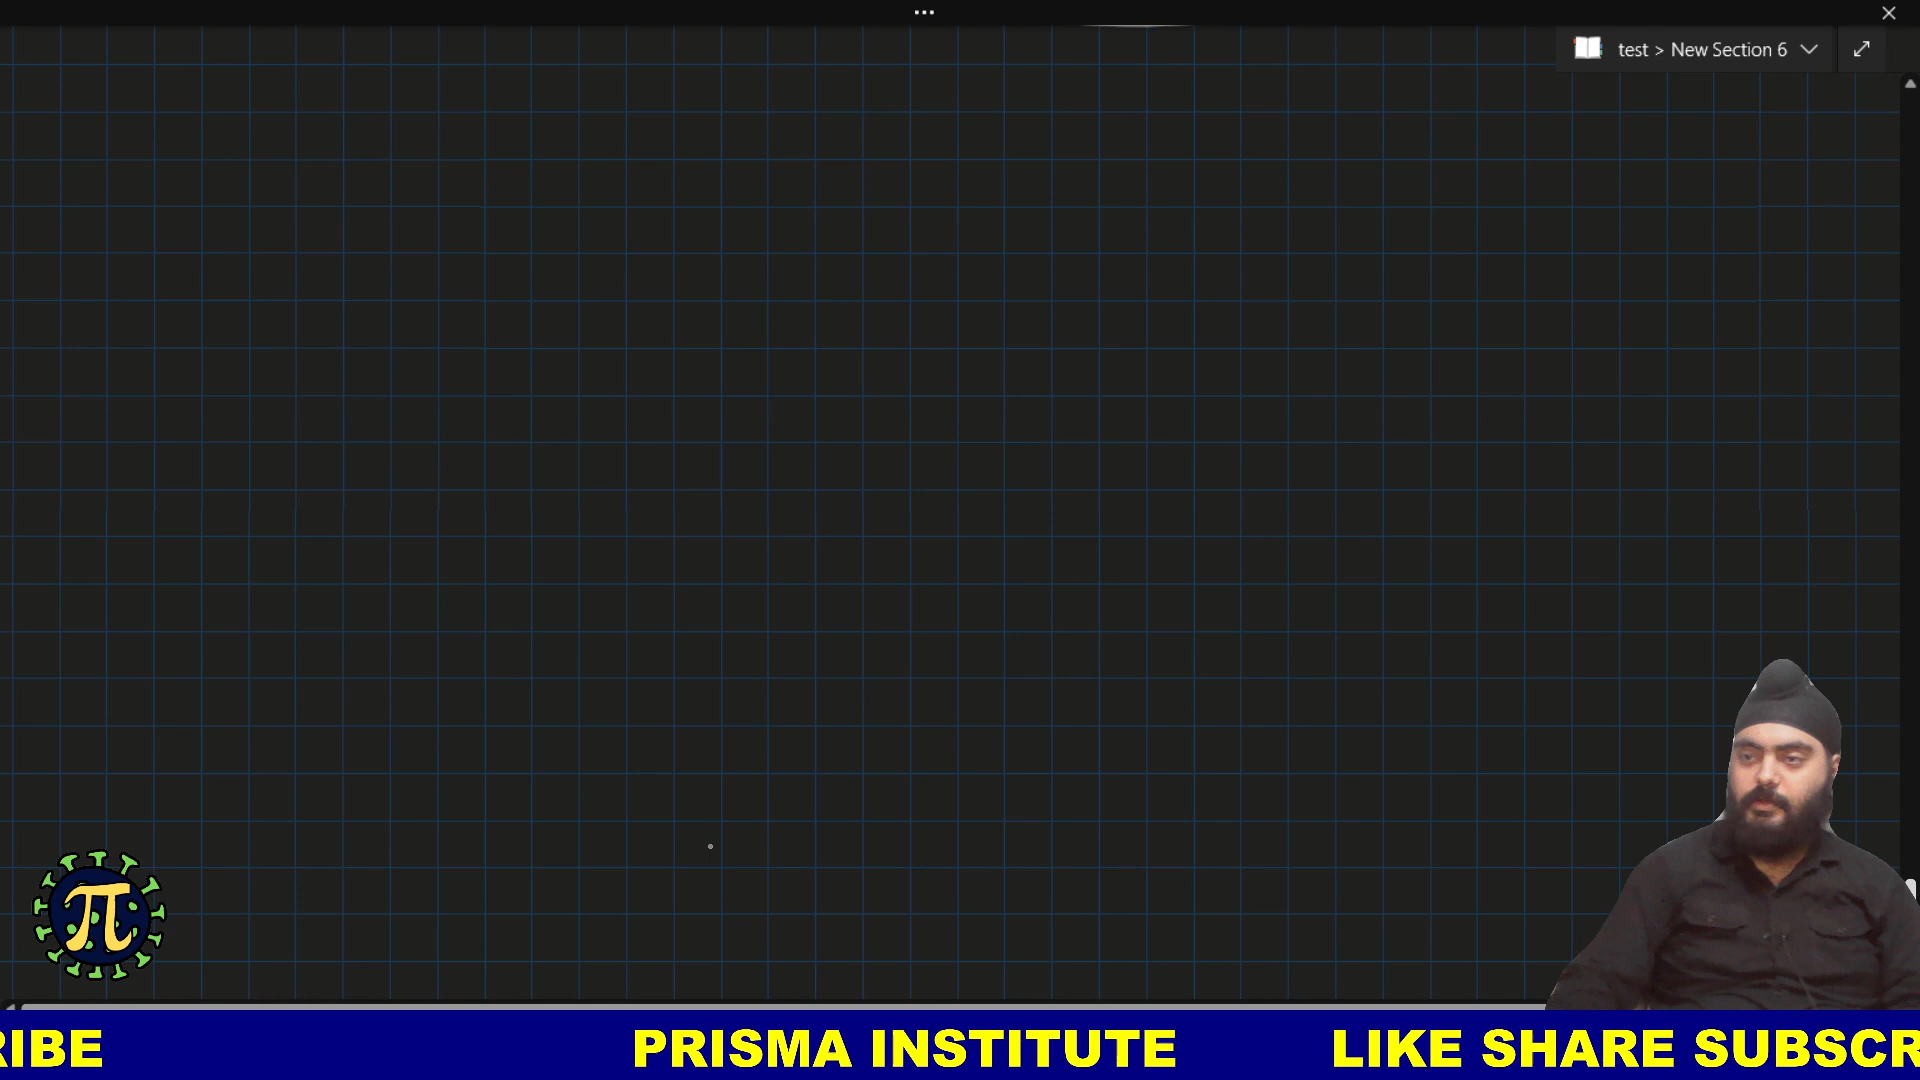 ...
test > New Section 6
π
RIBE PRISMA INSTITUTE LIKE SHARE SUBSCR